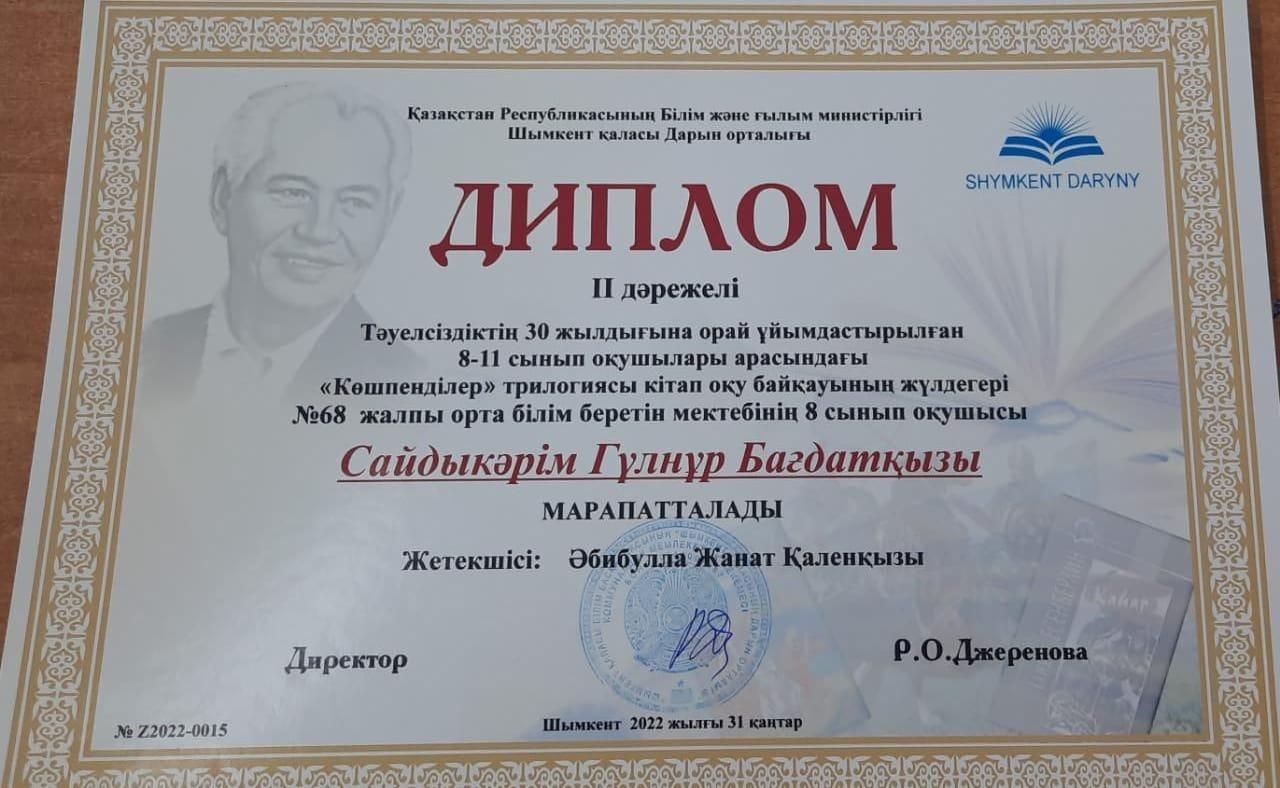 Қазақстан Республикасының Білім және ғылым министірлігі
Шымкент қаласы Дарын орталығы
SHYMKENT DARYNY
ДИПЛОМ
II дәрежелі
Тәуелсіздіктің 30 жылдығына орай ұйымдастырылған
8-11 сынып оқушылары арасындағы
«Көшпенділер» трилогиясы кітап оқу байқауының жүлдегері
№68 жалпы орта білім беретін мектебінің 8 сынып оқушысы
Сайдыкәрім Гүлнұр Бағдатқызы
МАРАПАТТАЛАДЫ
Жетекшісі: Әбибулла Жанат Қаленқызы
Директор
Р.О.Джеренова
№ Z2022-0015
Шымкент 2022 жылғы 31 қаңтар